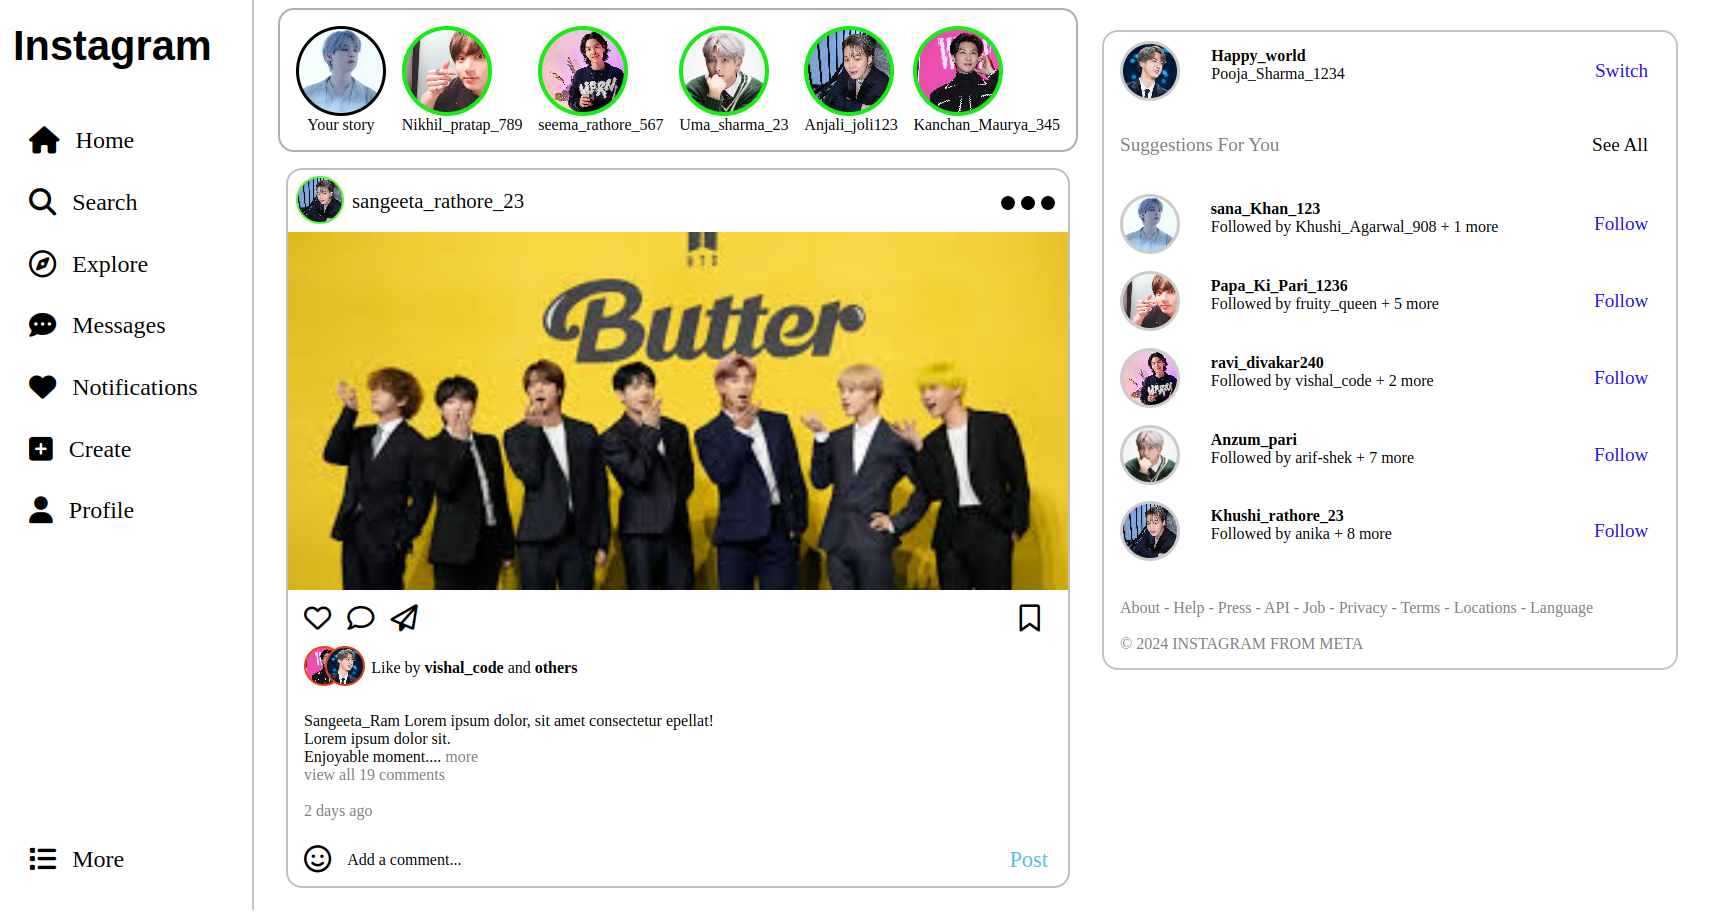 Instagram
Home
Search
Explore
Messages
Notifications
Create
Profile
More
Your story
Nikhil_pratap_789
seema_rathore_567
Uma_sharma_23
Anjali_joli123
Kanchan_Maurya_345
sangeeta_rathore_23
BTS
Butter
Like by vishal_code and others
Sangeeta_Ram Lorem ipsum dolor, sit amet consectetur epellat!
Lorem ipsum dolor sit.
Enjoyable moment.... more
view all 19 comments
2 days ago
Add a comment...
Post
Happy_world
Pooja_Sharma_1234
Switch
Suggestions For You
See All
sana_Khan_123
Followed by Khushi_Agarwal_908 + 1 more
Follow
Papa_Ki_Pari_1236
Followed by fruity_queen + 5 more
Follow
ravi_divakar240
Followed by vishal_code + 2 more
Follow
Anzum_pari
Followed by arif-shek + 7 more
Follow
Khushi_rathore_23
Followed by anika + 8 more
Follow
About - Help - Press - API - Job - Privacy - Terms - Locations - Language
© 2024 INSTAGRAM FROM META